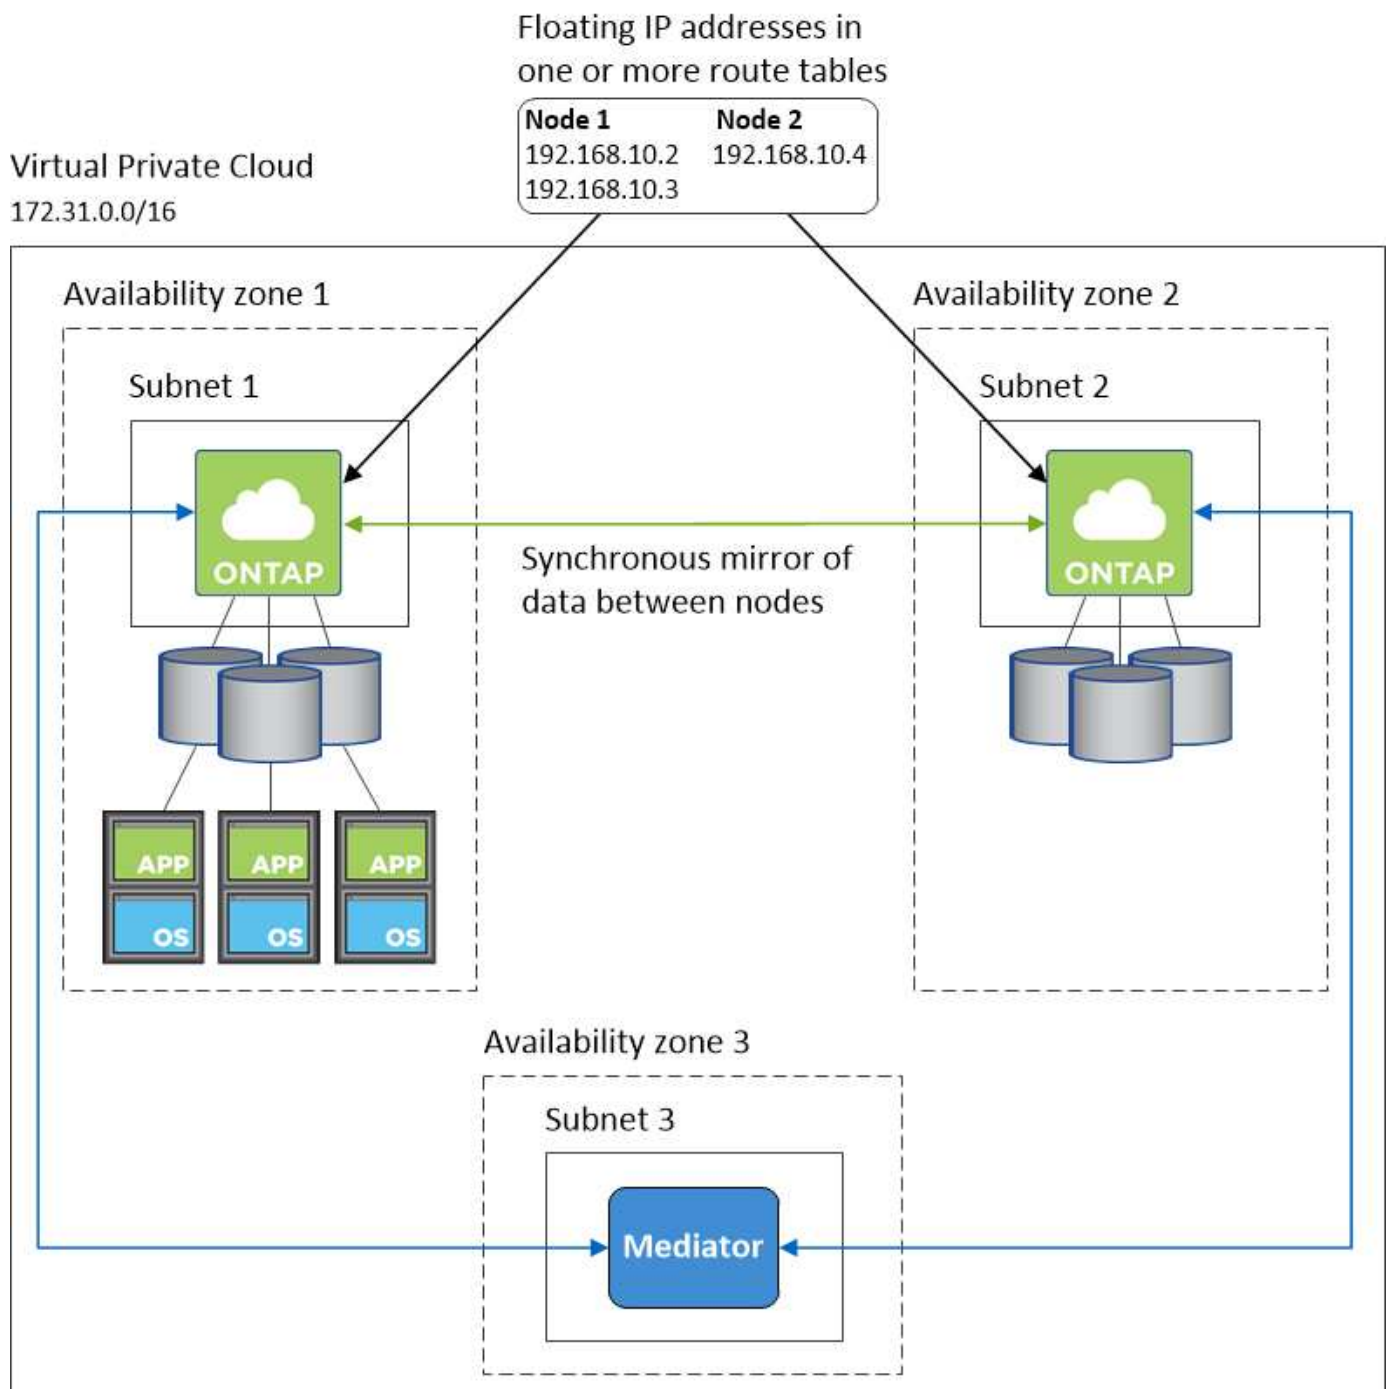 Floating IP addresses in
one or more route tables
Node 1 Node 2
192.168.10.2 192.168.10.4
192.168.10.3
Virtual Private Cloud
172.31.0.0/16
Availability zone 1
Availability zone 2
Subnet 1
Subnet 2
ONTAP
ONTAP
Synchronous mirror of
data between nodes
APP APP APP
OS OS OS
Availability zone 3
Subnet 3
Mediator